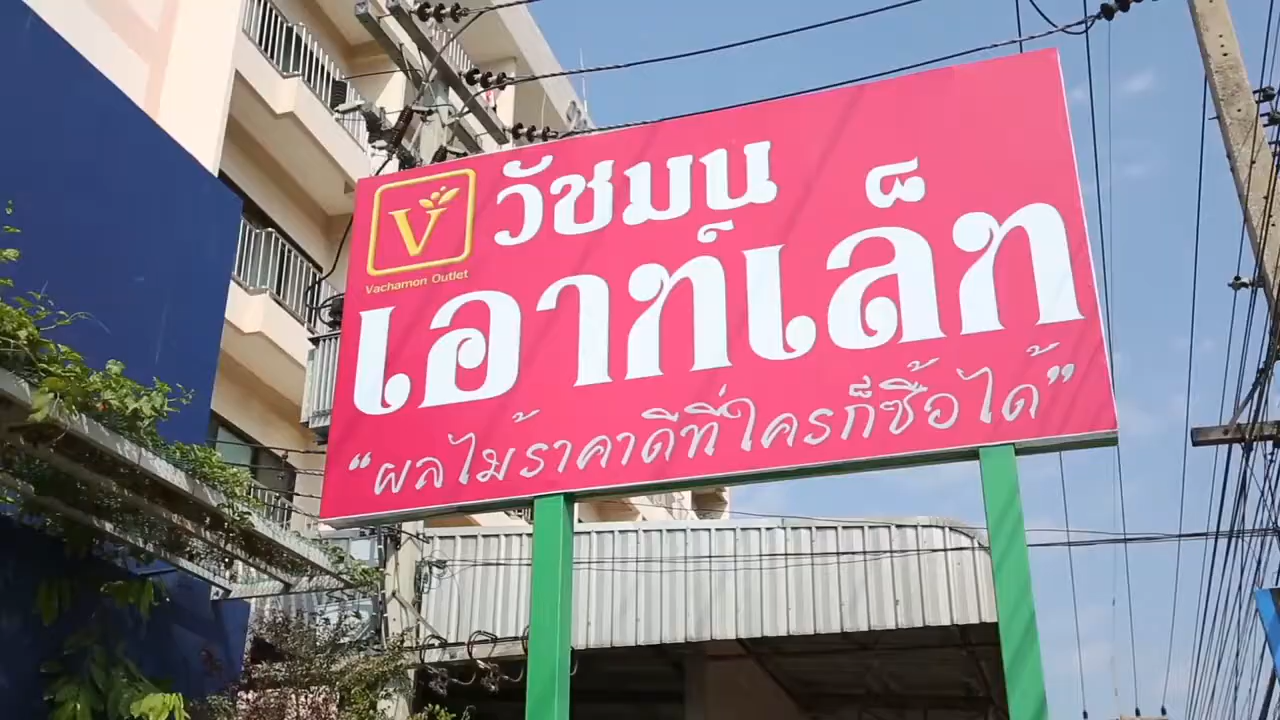 V
วัชมน
Vachamon Outlet
เอาฑ์เล็ท
“ผลไม้ราคาดีที่ใครก็ซื้อได้”